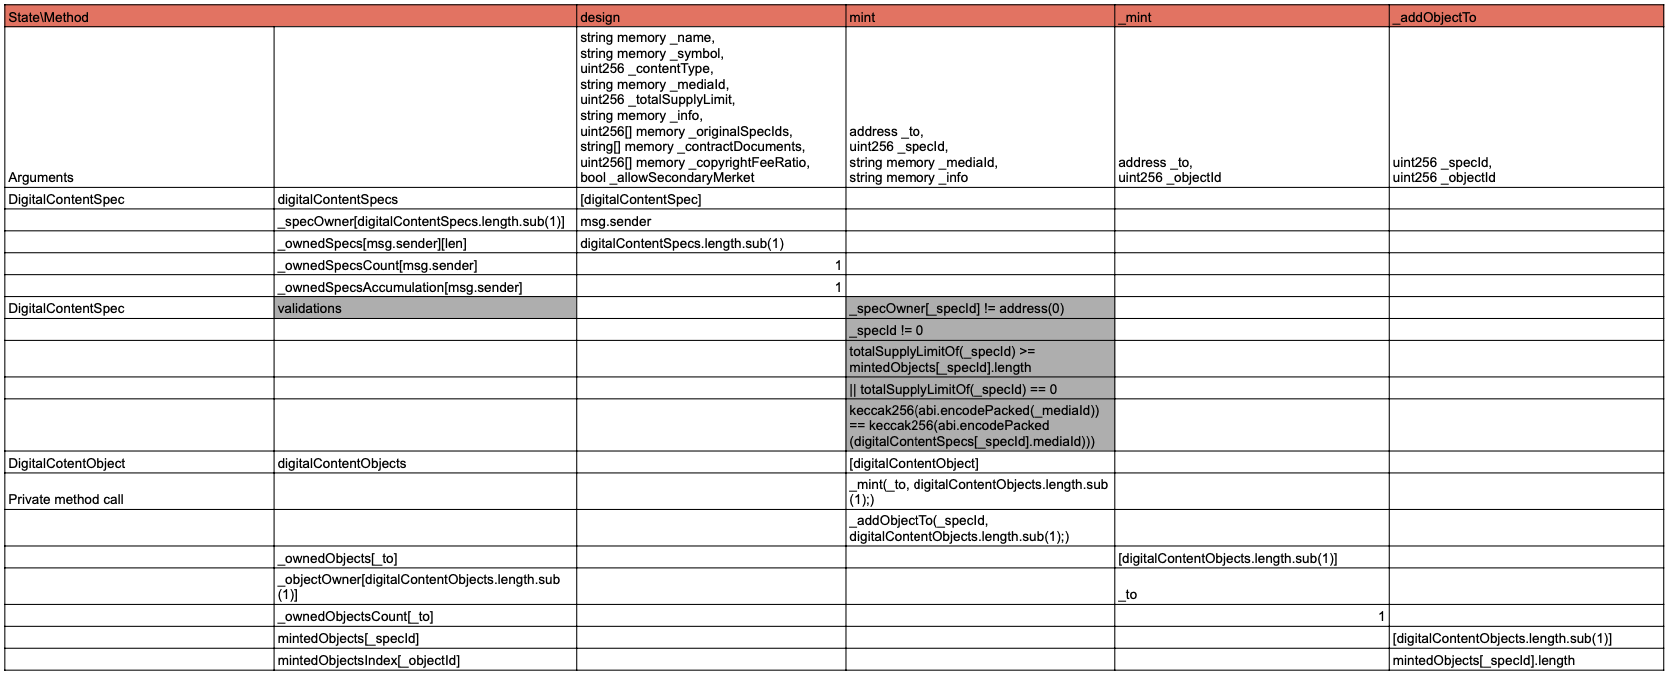 State\Method design mint _mint _addObjectTo
string memory _name,
string memory _symbol,
uint256 _contentType,
string memory _mediaId,
uint256 _totalSupplyLimit,
string memory _info,
uint256[] memory _originalSpecIds,
string[] memory _contractDocuments,
uint256[] memory _copyrightFeeRatio,
bool _allowSecondaryMerket
address _to,
uint256 _specId,
string memory _mediaId,
string memory _info
address _to,
uint256 _objectId
uint256 _specId,
uint256 _objectId
Arguments
DigitalContentSpec digitalContentSpecs [digitalContentSpec]
_specOwner[digitalContentSpecs.length.sub(1)] msg.sender
_ownedSpecs[msg.sender][len] digitalContentSpecs.length.sub(1)
_ownedSpecsCount[msg.sender] 1
_ownedSpecsAccumulation[msg.sender] 1
DigitalContentSpec validations _specOwner[_specId] != address(0)
_specId != 0
totalSupplyLimitOf(_specId) >=
mintedObjects[_specId].length
|| totalSupplyLimitOf(_specId) == 0
keccak256(abi.encodePacked(_mediaId))
== keccak256(abi.encodePacked
(digitalContentSpecs[_specId].mediaId)))
DigitalCotentObject digitalContentObjects [digitalContentObject]
Private method call
_mint(_to, digitalContentObjects.length.sub
(1);)
_addObjectTo(_specId,
digitalContentObjects.length.sub(1);)
_ownedObjects[_to] [digitalContentObjects.length.sub(1)]
_objectOwner[digitalContentObjects.length.sub
(1)]
_to
_ownedObjectsCount[_to] 1
mintedObjects[_specId] [digitalContentObjects.length.sub(1)]
mintedObjectsIndex[_objectId] mintedObjects[_specId].length